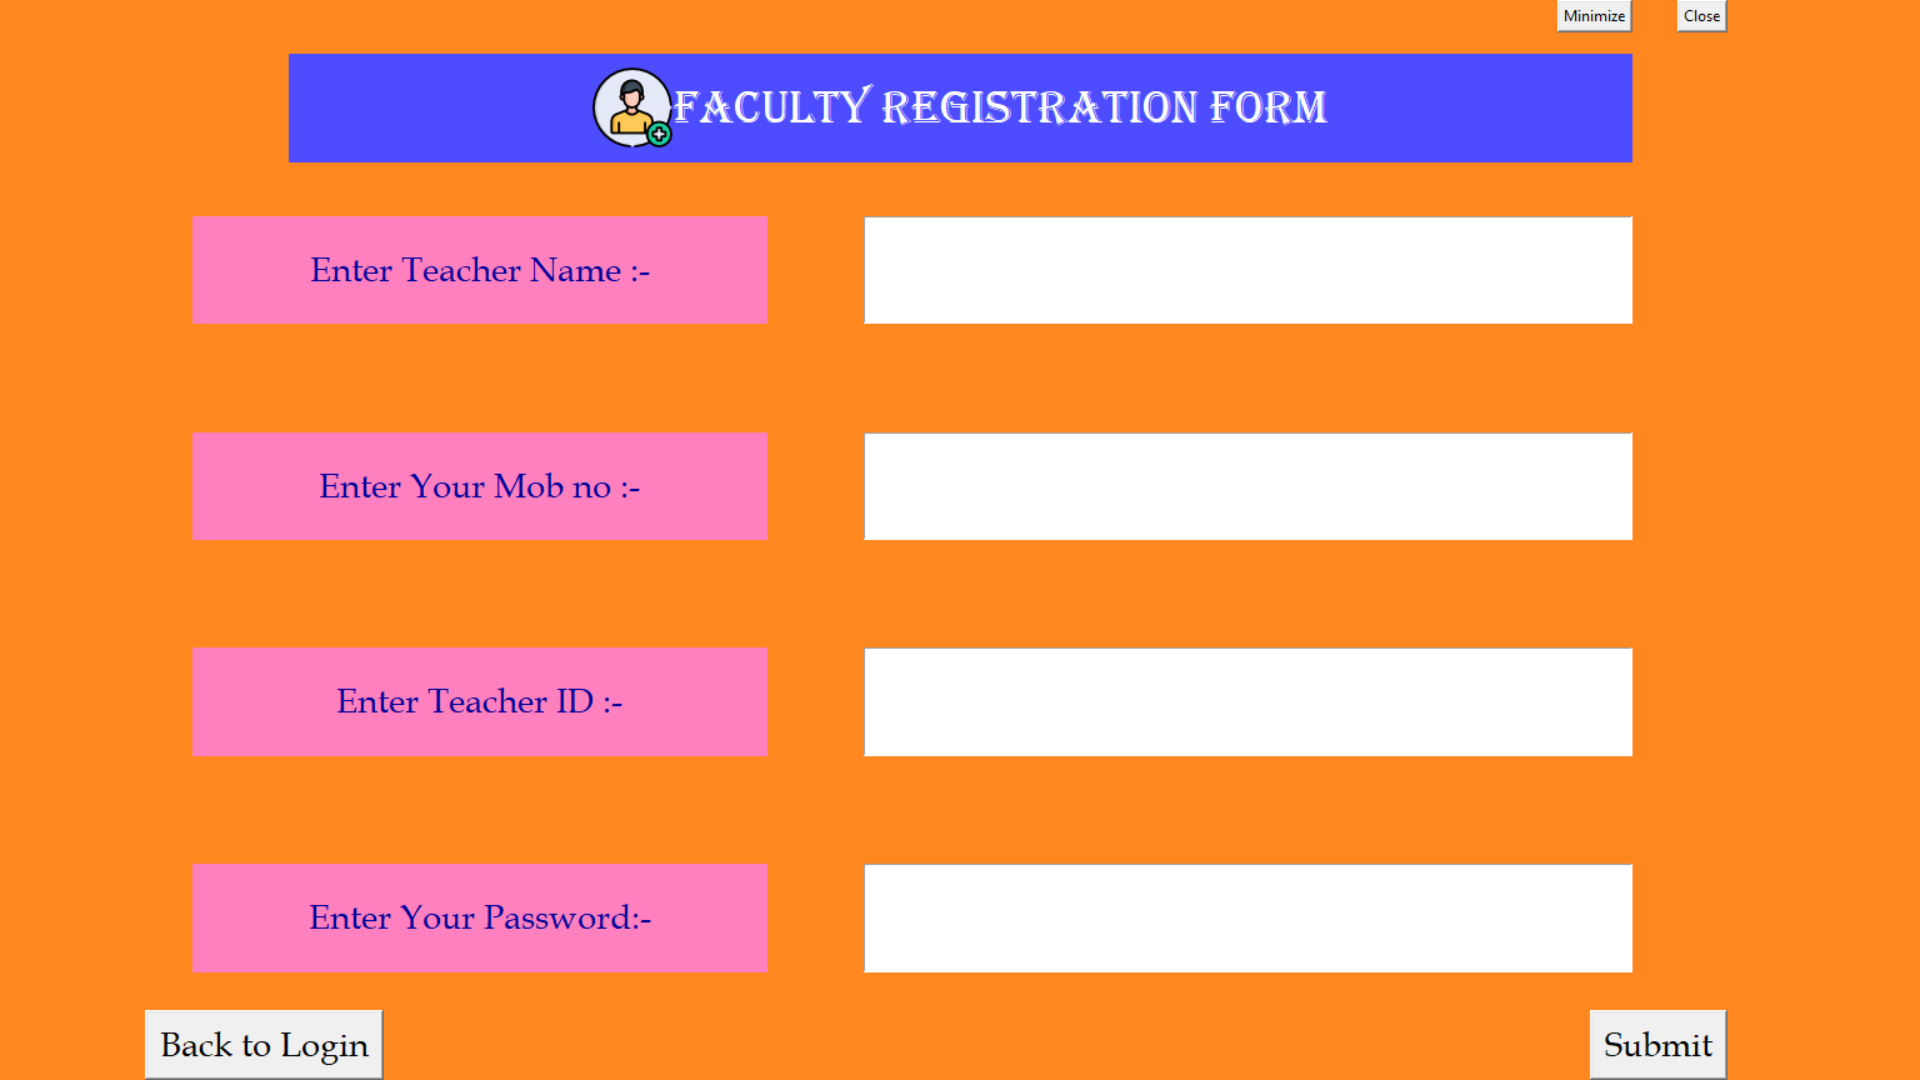 Minimize Close
FACULTY REGISTRATION FORM
Enter Teacher Name :-
Enter Your Mob no :-
Enter Teacher ID :-
Enter Your Password:-
Back to Login Submit